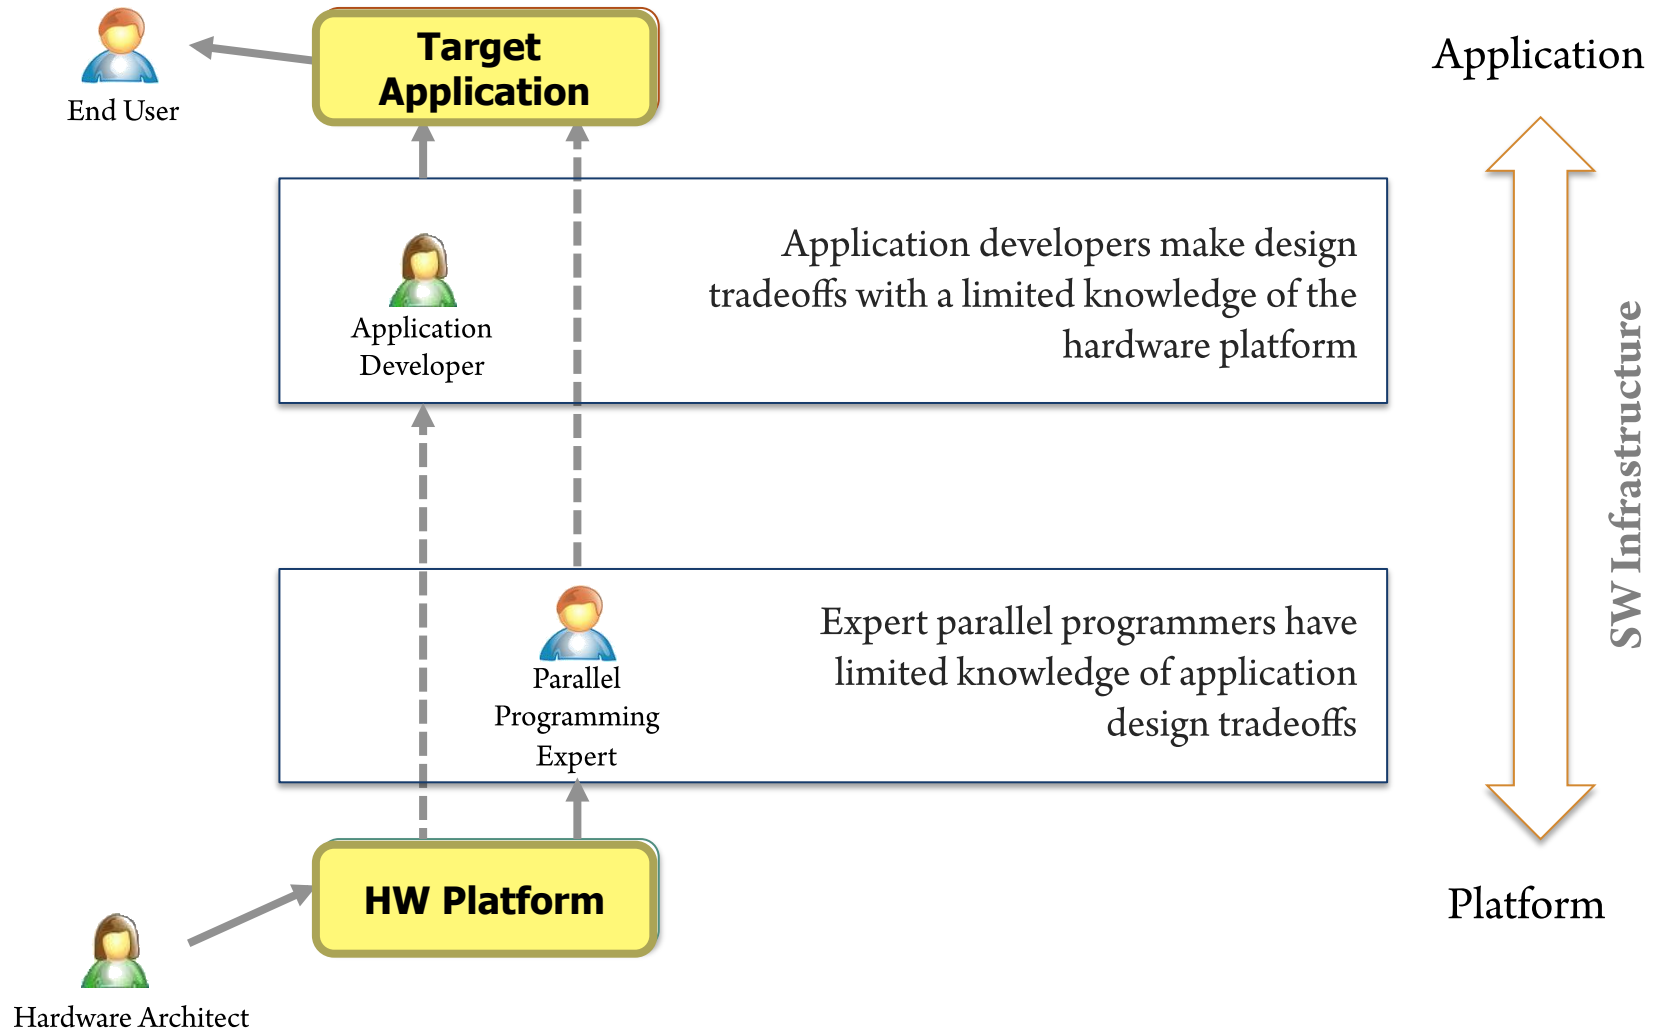 Target
Application
End User
Application
Application developers make design
tradeoffs with a limited knowledge of the
hardware platform
Application
Developer
SW Infrastructure
Expert parallel programmers have
limited knowledge of application
design tradeoffs
Parallel
Programming
Expert
HW Platform
Platform
Hardware Architect